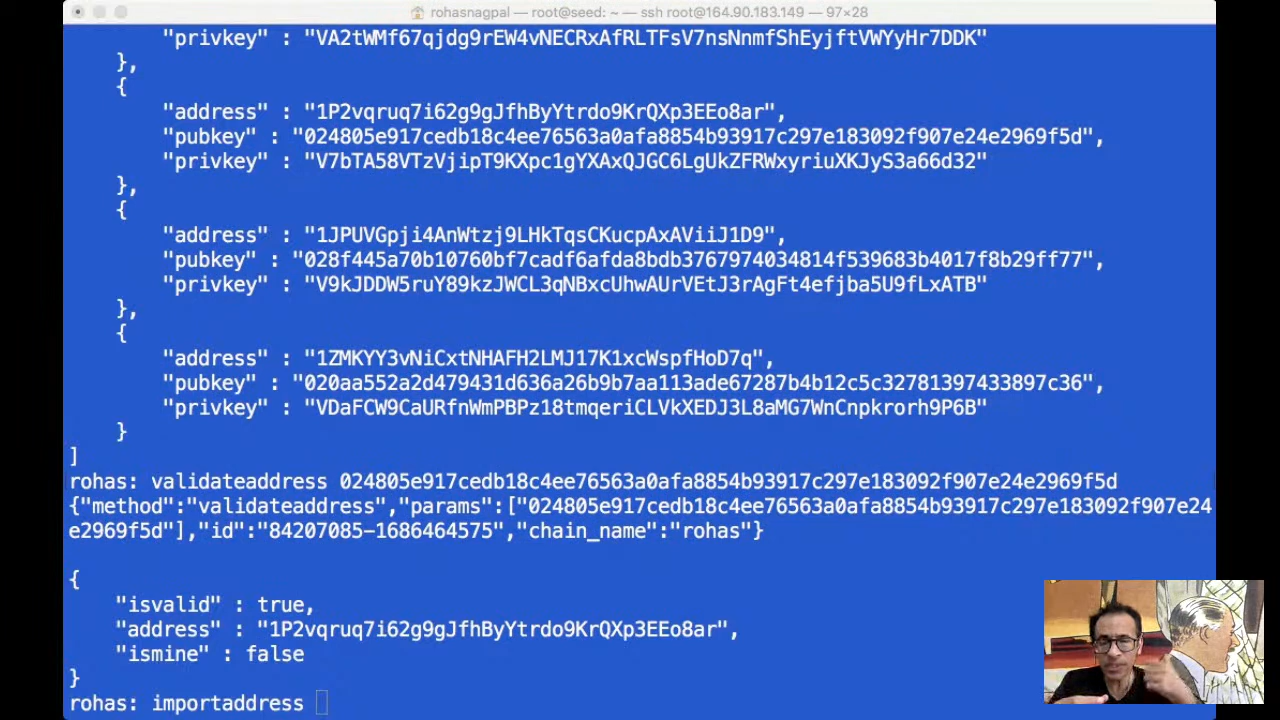 rohasnagpal — root@seed: ~ — ssh root@164.90.183.149 — 97×28
"privkey" : "VA2tWMf67qjdg9rEW4vNECRxAfRLTFsV7nsNnmfShEyjftVWYyHr7DDK"
},
{
"address" : "1P2vqruq7i62g9gJfhByYtrdo9KrQXp3EEo8ar",
"pubkey" : "024805e917cedb18c4ee76563a0afa8854b93917c297e183092f907e24e2969f5d",
"privkey" : "V7bTA58VTzVjipT9KXpc1gYXAxQJGC6LgUkZFRWxyriuXKJyS3a66d32"
},
{
"address" : "1JPUVGpji4AnWtzj9LHkTqsCKucpAxAViiJ1D9",
"pubkey" : "028f445a70b10760bf7cadf6afda8bdb3767974034814f539683b4017f8b29ff77",
"privkey" : "V9kJDDW5ruY89kzJWCL3qNBxcUhwAUrVEtJ3rAgFt4efjba5U9fLxATB"
},
{
"address" : "1ZMKYY3vNiCxtNHAFH2LMJ17K1xcWspfHoD7q",
"pubkey" : "020aa552a2d479431d636a26b9b7aa113ade67287b4b12c5c32781397433897c36",
"privkey" : "VDaFCW9CaURfnWmPBPz18tmqeriCLVkXEDJ3L8aMG7WnCnpkrorh9P6B"
}
]
rohas: validateaddress 024805e917cedb18c4ee76563a0afa8854b93917c297e183092f907e24e2969f5d
{"method":"validateaddress","params":["024805e917cedb18c4ee76563a0afa8854b93917c297e183092f907e24
e2969f5d"],"id":"84207085-1686464575","chain_name":"rohas"}
{
"isvalid" : true,
"address" : "1P2vqruq7i62g9gJfhByYtrdo9KrQXp3EEo8ar",
"ismine" : false
}
rohas: importaddress